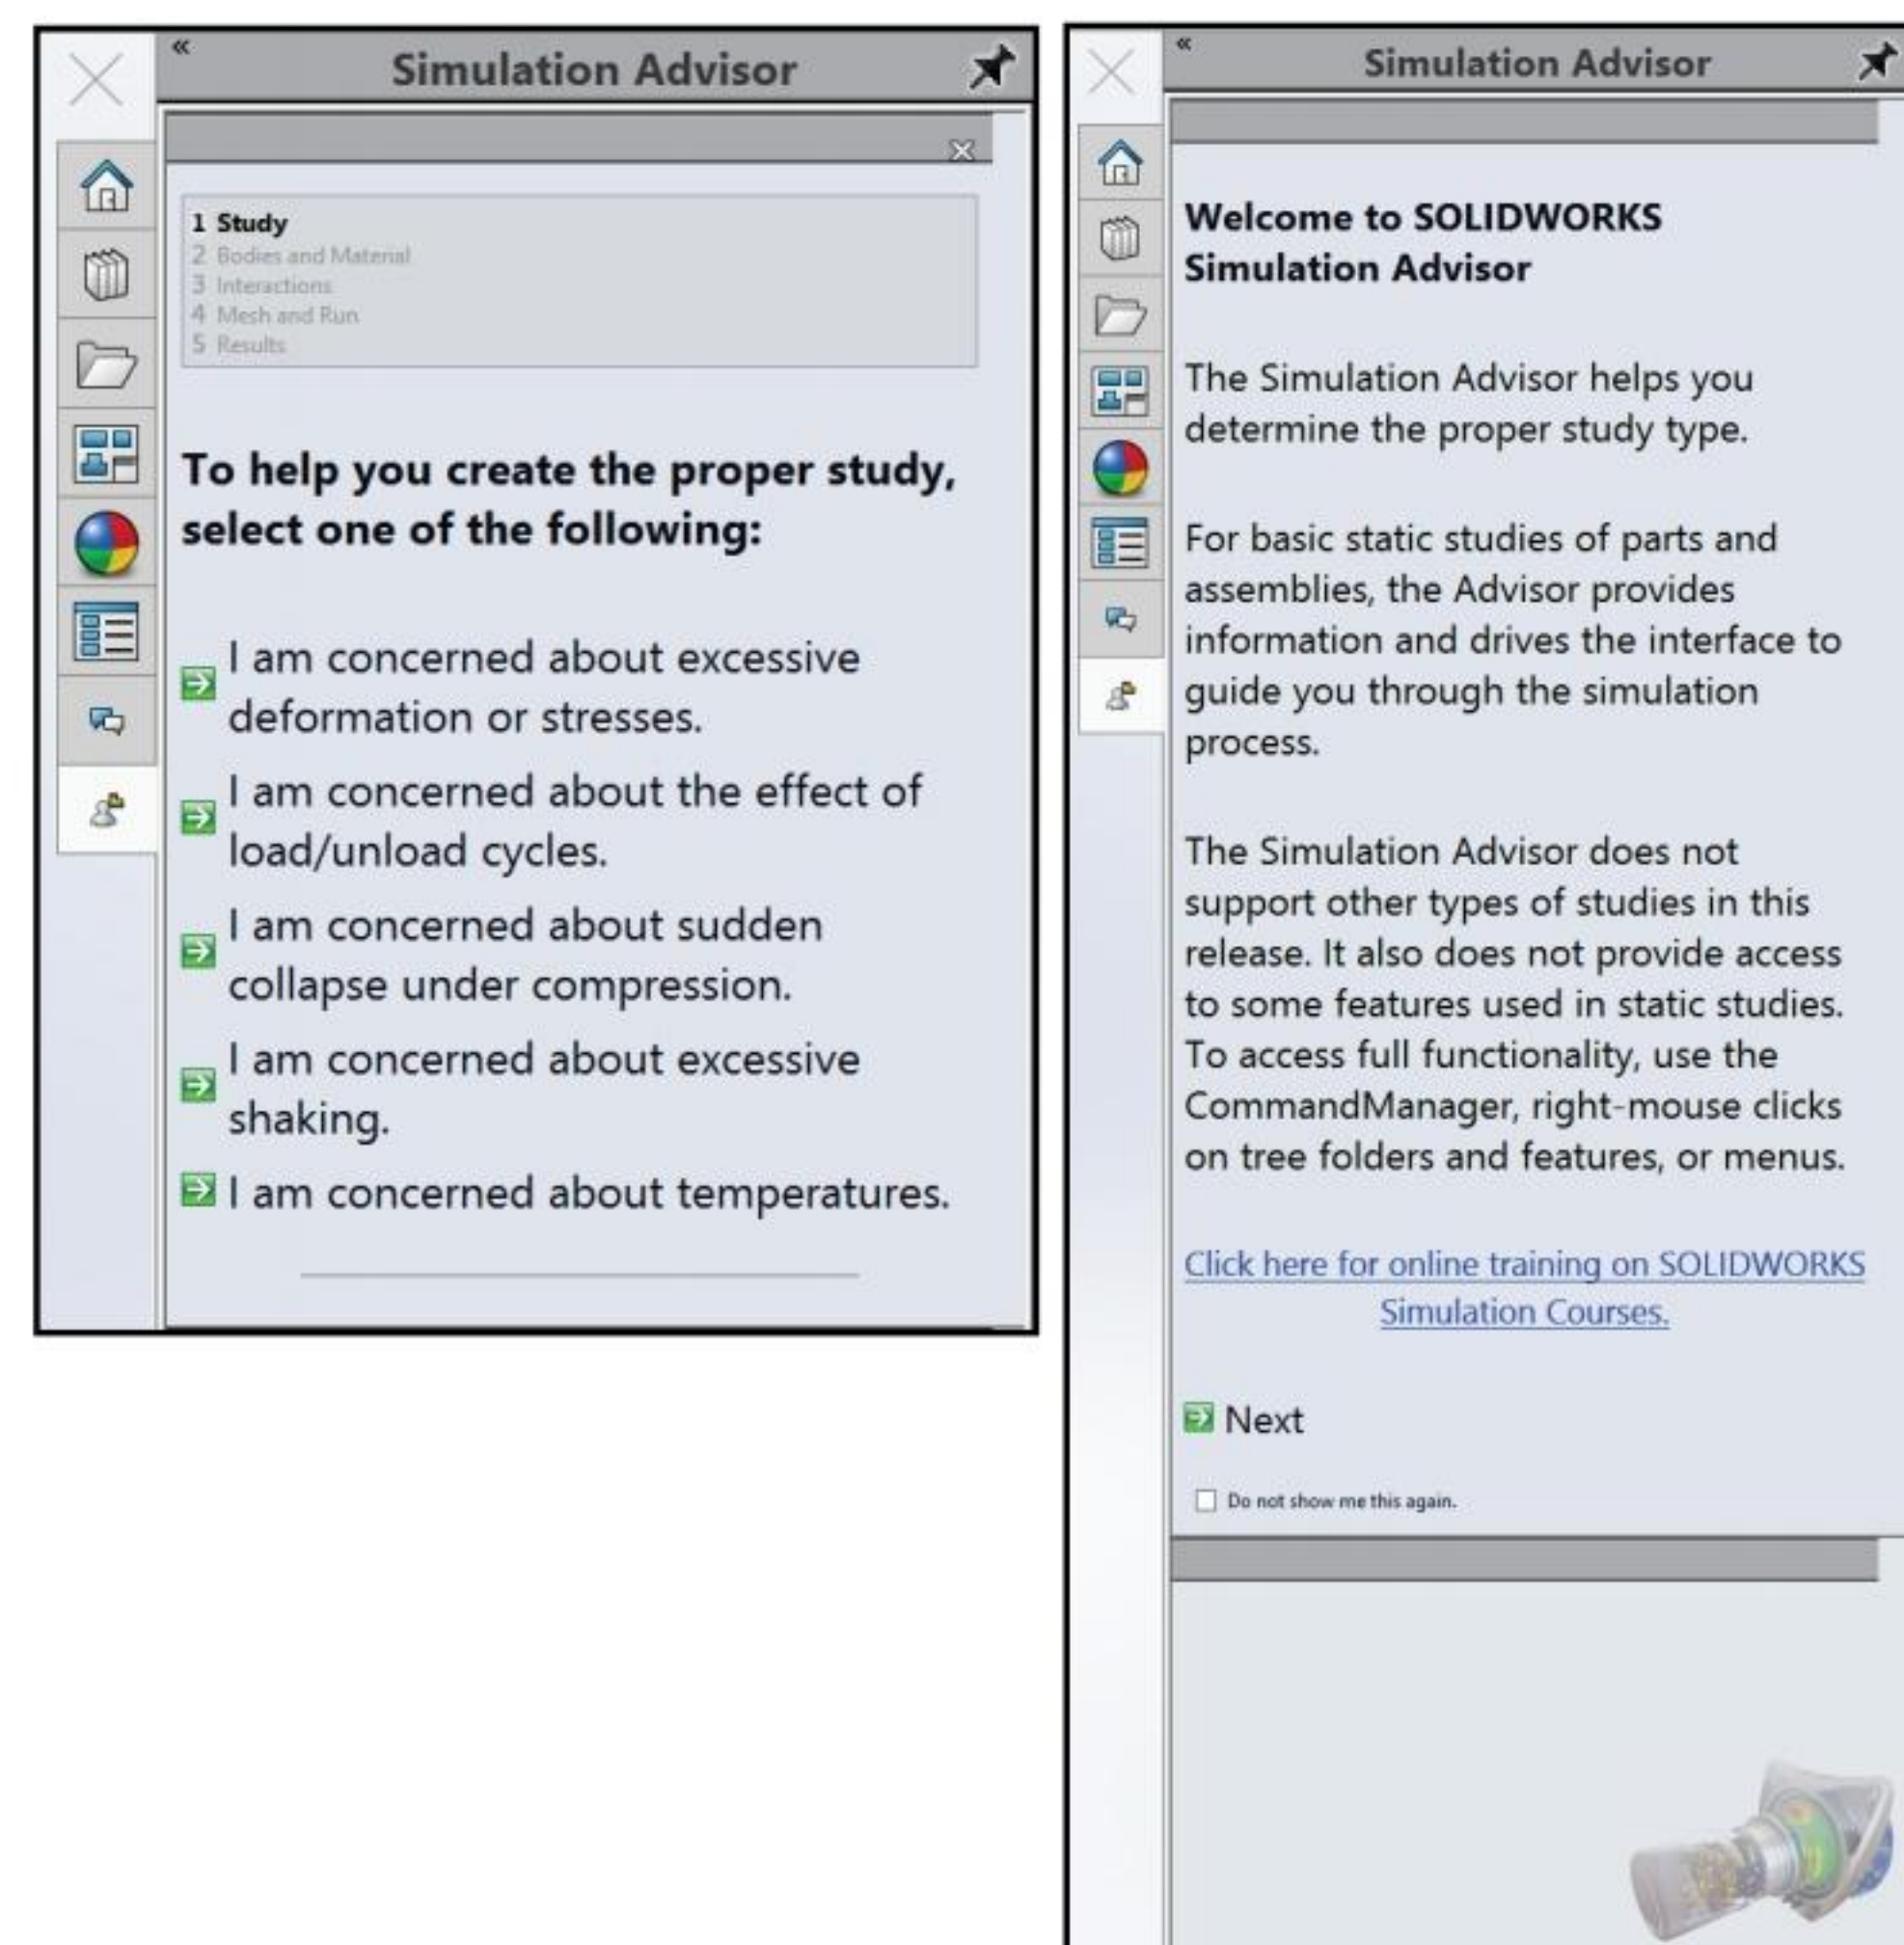 Simulation Advisor
1 Study
2 Bodies and Material
3 Interactions
4 Mesh and Run
5 Results
To help you create the proper study,
select one of the following:
I am concerned about excessive
deformation or stresses.
I am concerned about the effect of
load/unload cycles.
I am concerned about sudden
collapse under compression.
I am concerned about excessive
shaking.
I am concerned about temperatures.
Simulation Advisor
Welcome to SOLIDWORKS
Simulation Advisor
The Simulation Advisor helps you
determine the proper study type.
For basic static studies of parts and
assemblies, the Advisor provides
information and drives the interface to
guide you through the simulation
process.
The Simulation Advisor does not
support other types of studies in this
release. It also does not provide access
to some features used in static studies.
To access full functionality, use the
CommandManager, right-mouse clicks
on tree folders and features, or menus.
Click here for online training on SOLIDWORKS
Simulation Courses.
Next
Do not show me this again.